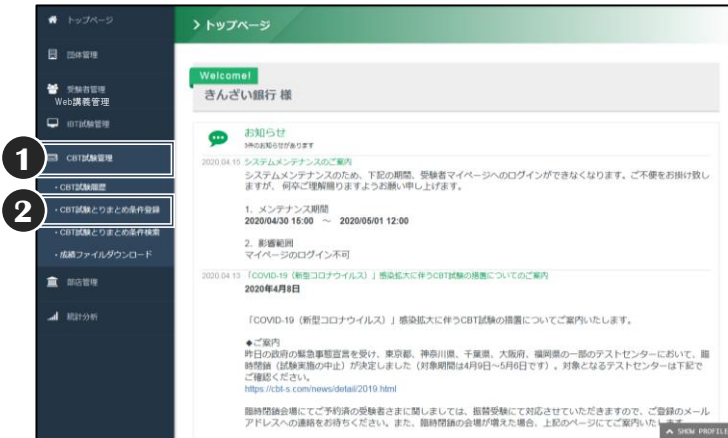 トップページ
団体管理
受験者管理
Web講義管理
IBT試験管理
1
CBT試験管理
・CBT試験履歴
2
・CBT試験とりまとめ条件登録
・CBT試験とりまとめ条件検索
・成績ファイルダウンロード
部店管理
統計分析
トップページ
Welcome!
きんざい銀行 様
お知らせ
3件のお知らせがあります
2020.04.15 システムメンテナンスのご案内
システムメンテナンスのため、下記の期間、受験者マイページへのログインができなくなります。ご不便をお掛け致し
ますが、 何卒ご理解賜りますようお願い申し上げます。
1. メンテナンス期間
2020/04/30 15:00 ～ 2020/05/01 12:00
2. 影響範囲
マイページのログイン不可
2020.04.13 「COVID-19（新型コロナウイルス）」感染拡大に伴うCBT試験の措置についてのご案内
2020年4月8日
「COVID-19（新型コロナウイルス）」感染拡大に伴うCBT試験の措置についてご案内いたします。
◆ご案内
昨日の政府の緊急事態宣言を受け、東京都、神奈川県、千葉県、大阪府、福岡県の一部のテストセンターにおいて、臨
時閉鎖（試験実施の中止）が決定しました（対象期間は4月9日～5月6日です）。対象となるテストセンターは下記で
ご確認ください。
https://cbt-s.com/news/detail/2019.html
臨時閉鎖会場にてご予約済の受験者さまに関しましては、振替受験にて対応させていただきますので、ご登録のメール
アドレスへの連絡をお待ちください。また、臨時閉鎖の会場が増えた場合、上記のページにてご案内いたします。
SHOW PROFILE